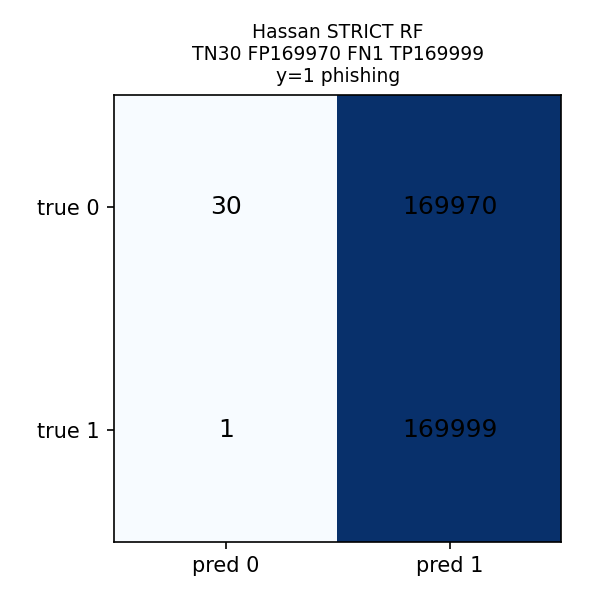 Hassan STRICT RF
TN30 FP169970 FN1 TP169999
y=1 phishing
true 0
30
169970
true 1
1
169999
pred 0
pred 1